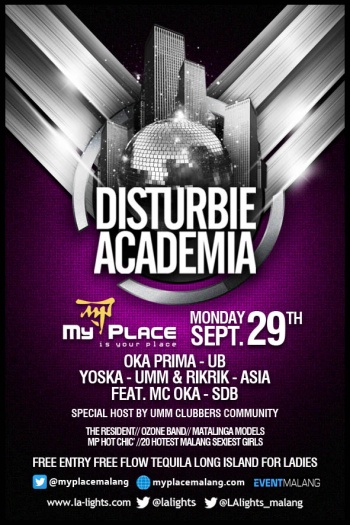 DISTURBIE
ACADEMIA
My Place
is your place
MONDAY
SEPT. 29TH
OKA PRIMA - UB
YOSKA - UMM & RIKRIK - ASIA
FEAT. MC OKA - SDB
SPECIAL HOST BY UMM CLUBBERS COMMUNITY
THE RESIDENT// OZONE BAND// MATALINGA MODELS
MP HOT CHIC' //20 HOTEST MALANG SEXIEST GIRLS
FREE ENTRY FREE FLOW TEQUILA LONG ISLAND FOR LADIES
@myplacemalang myplacemalang.com EVENTMALANG
www.la-lights.com @lalights @LAlights_malang